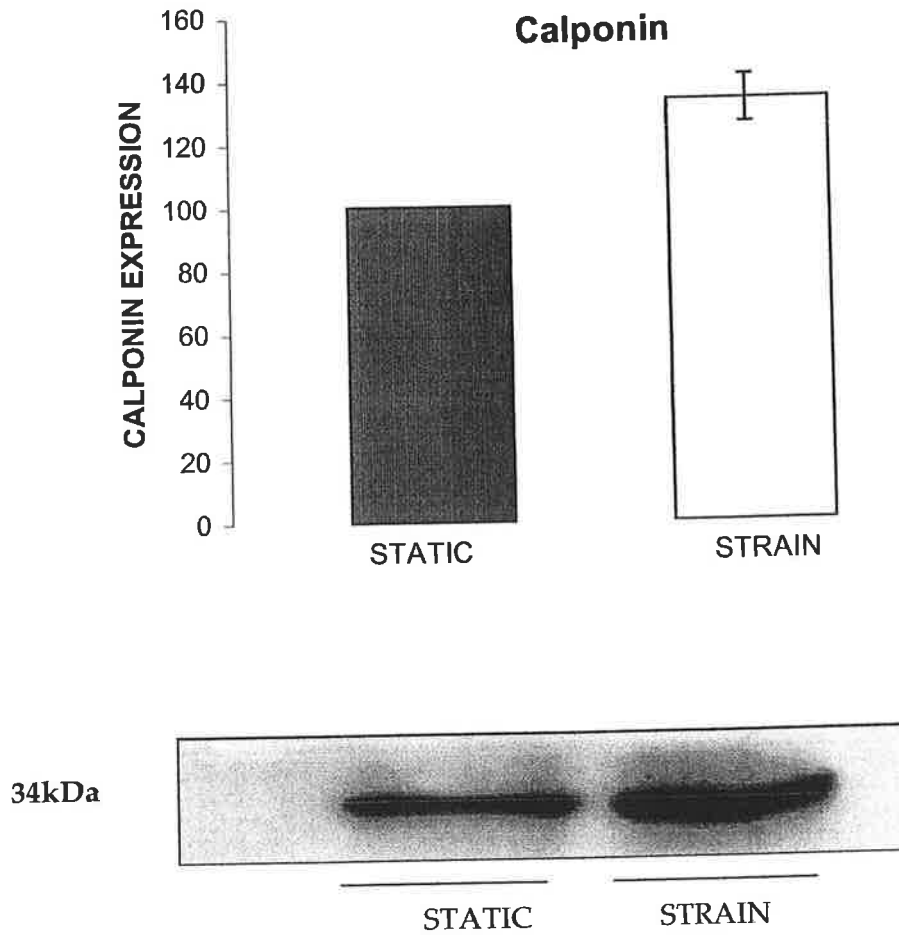 Calponin
CALPONIN EXPRESSION
160
140
120
100
80
60
40
20
0
STATIC STRAIN
34kDa
STATIC STRAIN